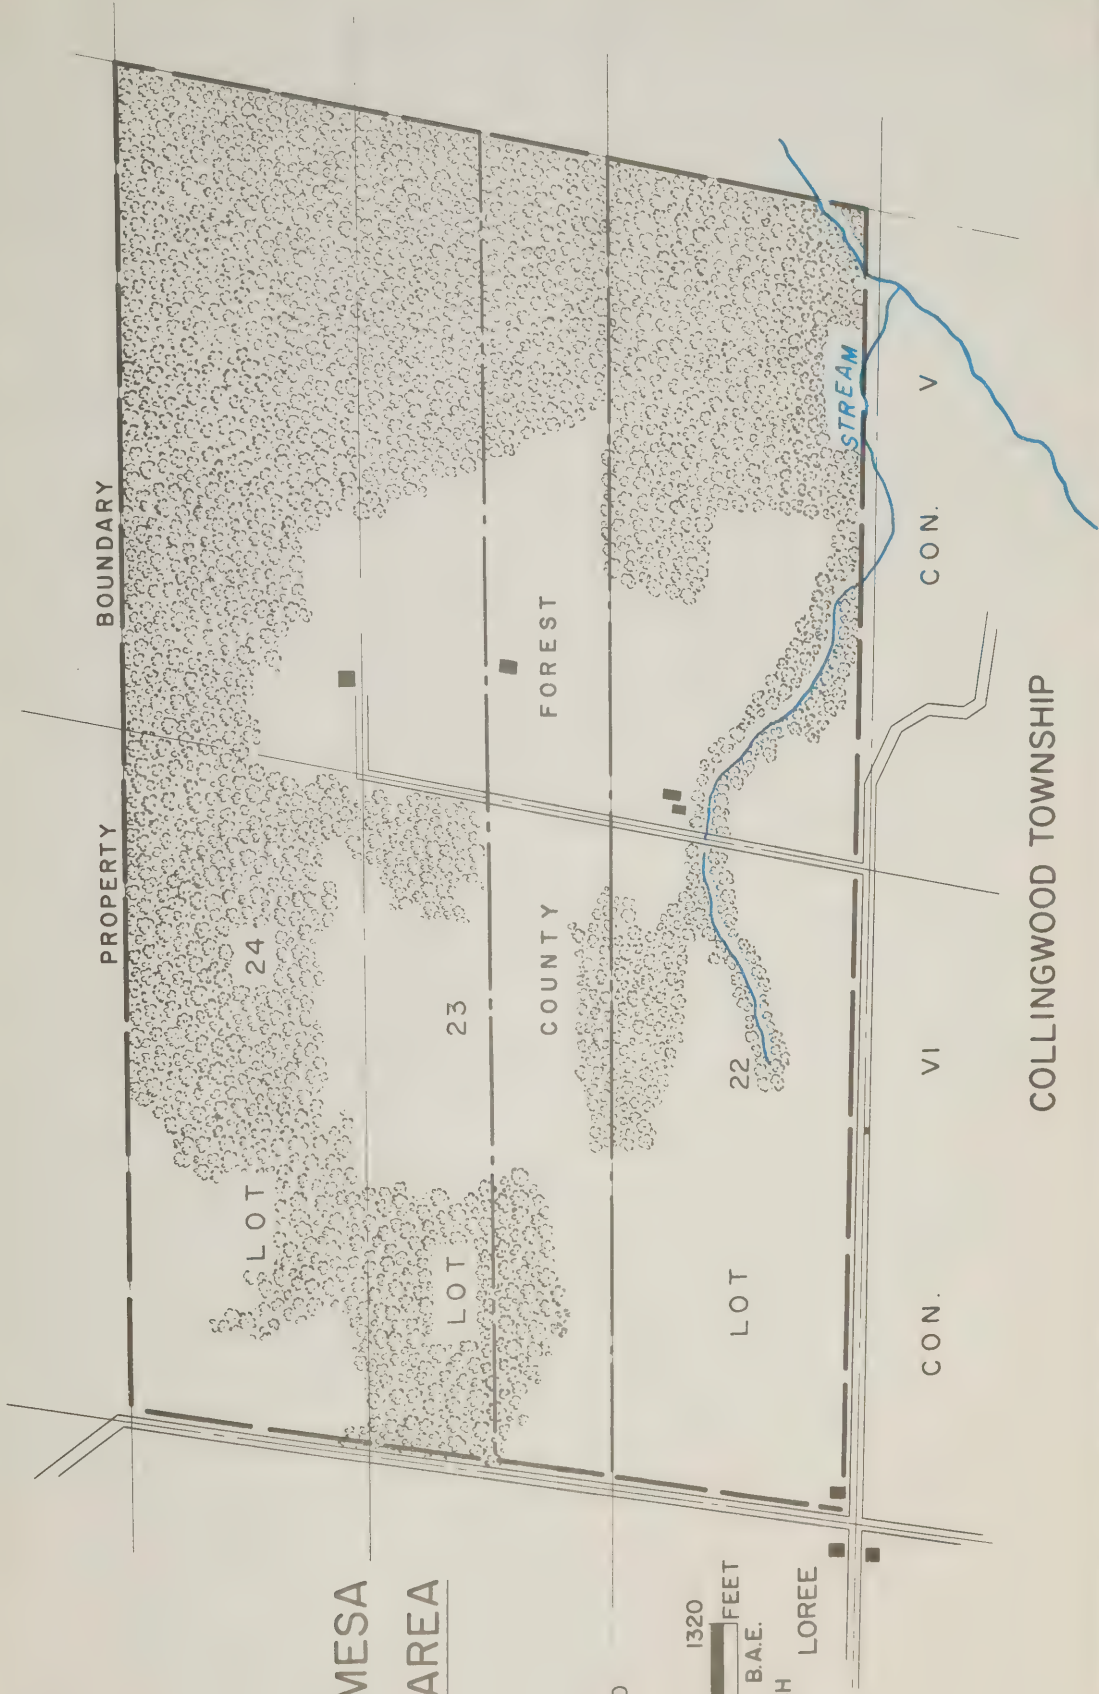 MESA
AREA
1320
FEET
B.A.E.
H
LOREE
PROPERTY BOUNDARY
LOT 24
LOT 23
COUNTY FOREST
LOT 22
STREAM
CON. VI
CON. V
COLLINGWOOD TOWNSHIP